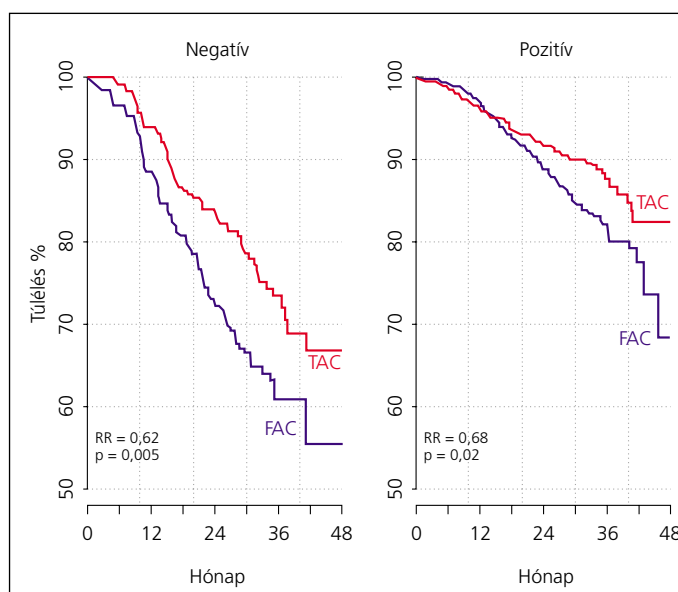 Negatív
Túlélés %
100
90
80
70
60
50
TAC
FAC
RR = 0,62
p = 0,005
0 12 24 36 48
Hónap
Pozitív
100
90
80
70
60
50
TAC
FAC
RR = 0,68
p = 0,02
0 12 24 36 48
Hónap